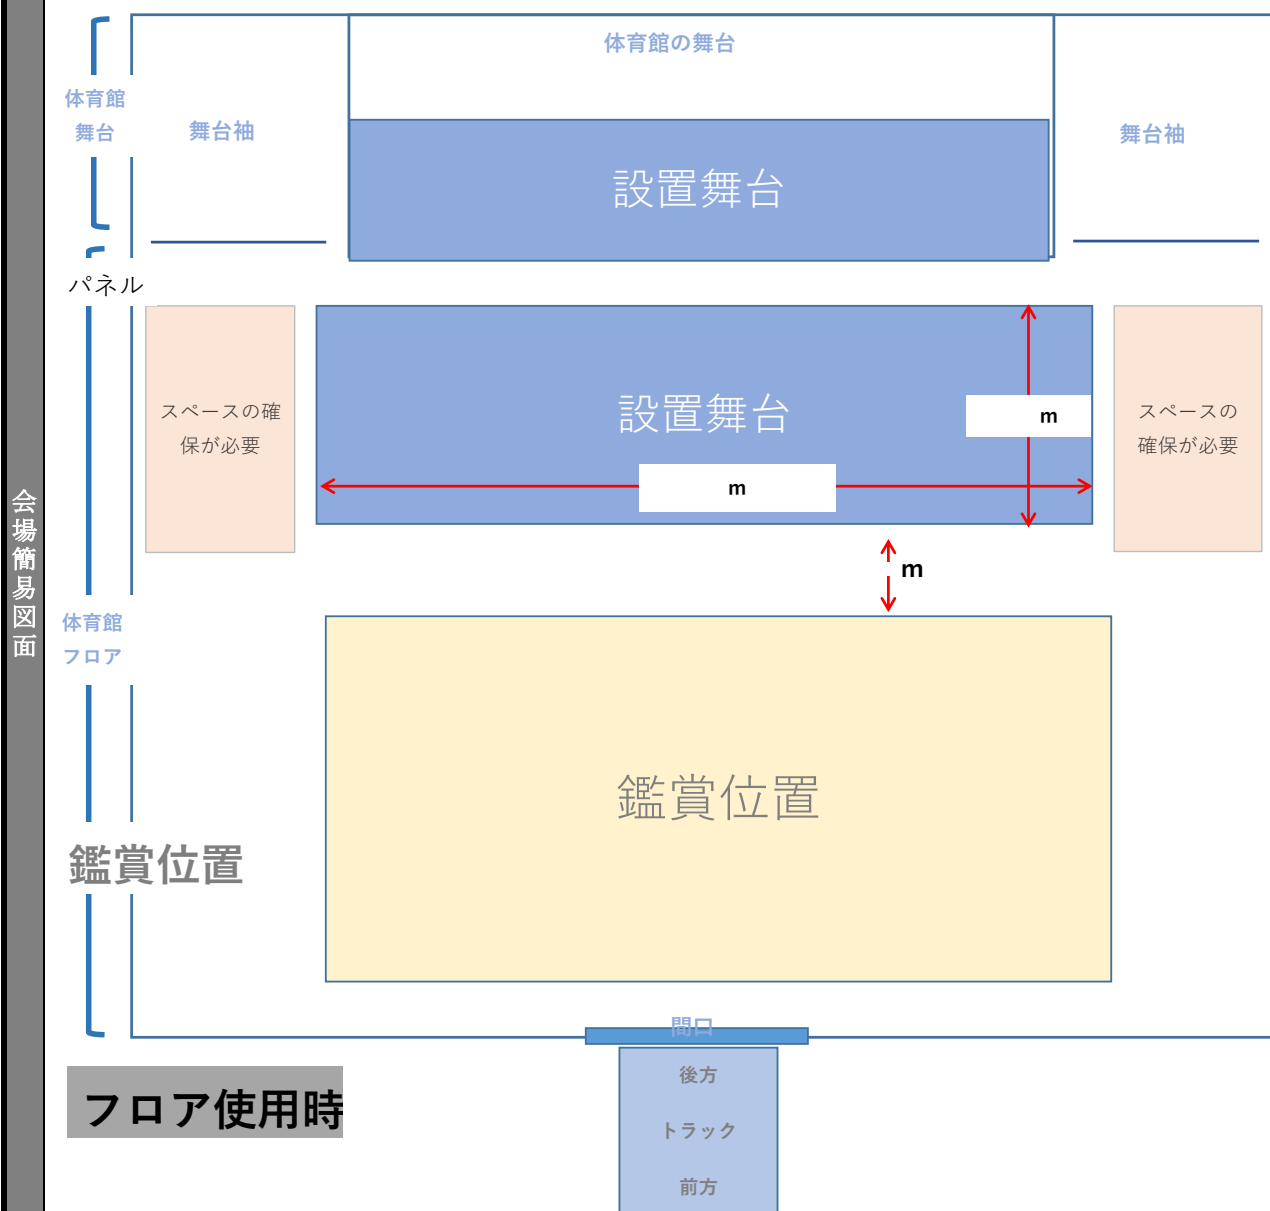 体育館の舞台
体育館
舞台
舞台袖
舞台袖
設置舞台
パネル
スペースの確
保が必要
設置舞台
m
m
スペースの
確保が必要
会場簡易図面
m
体育館
フロア
鑑賞位置
鑑賞位置
間口
後方
トラック
前方
フロア使用時